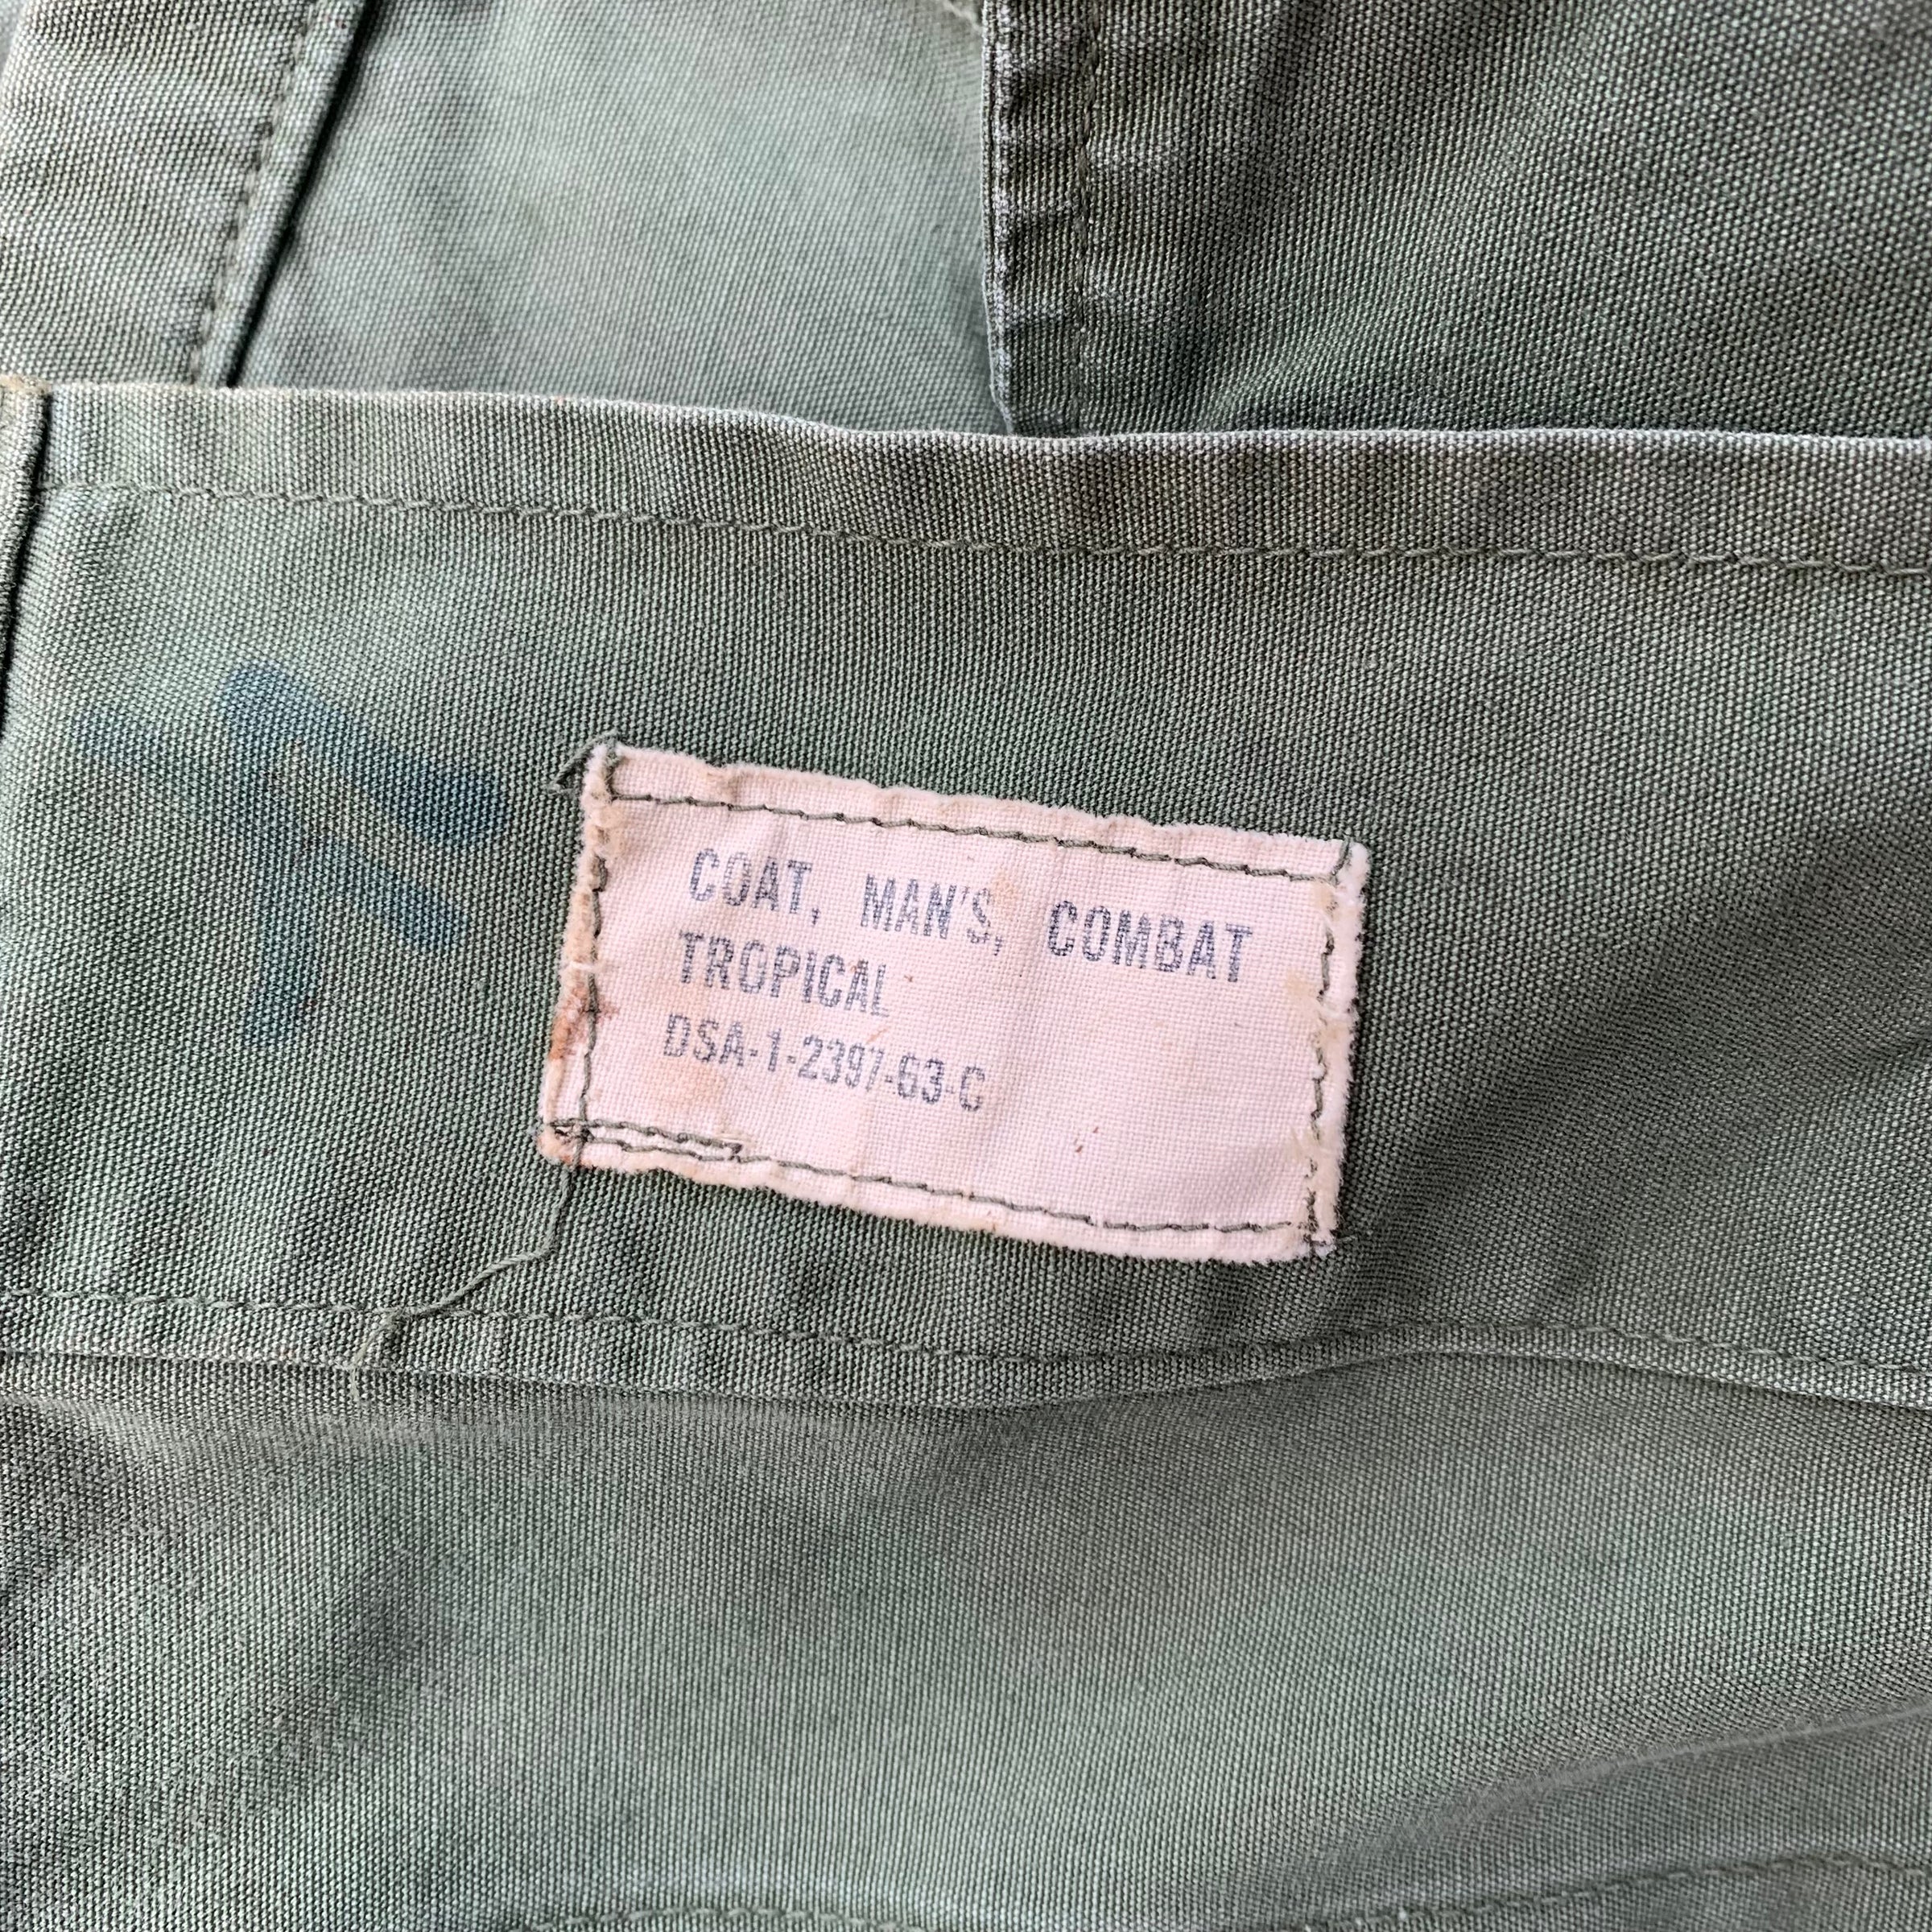 COAT, MAN'S, COMBAT
TROPICAL
DSA-1-2397-63-C